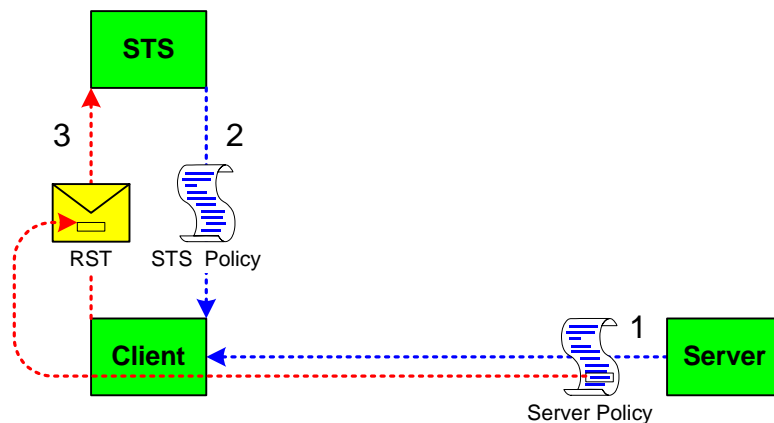 STS
3
2
RST
STS Policy
1
Client
Server
Server Policy